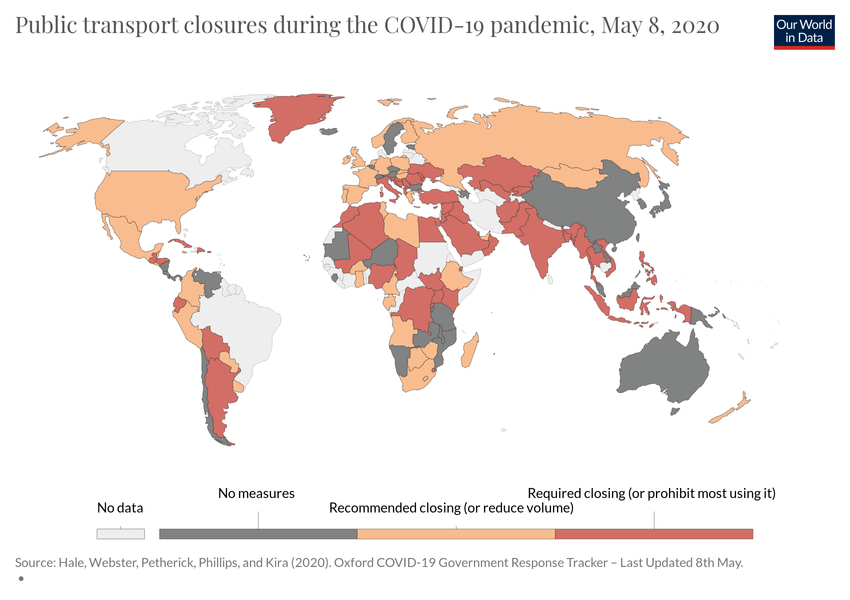 Public transport closures during the COVID-19 pandemic, May 8, 2020
Our World
in Data
Required closing (or prohibit most using it)
No measures
No data
Recommended closing (or reduce volume)
Source: Hale, Webster, Petherick, Phillips, and Kira (2020). Oxford COVID-19 Government Response Tracker – Last Updated 8th May.
•